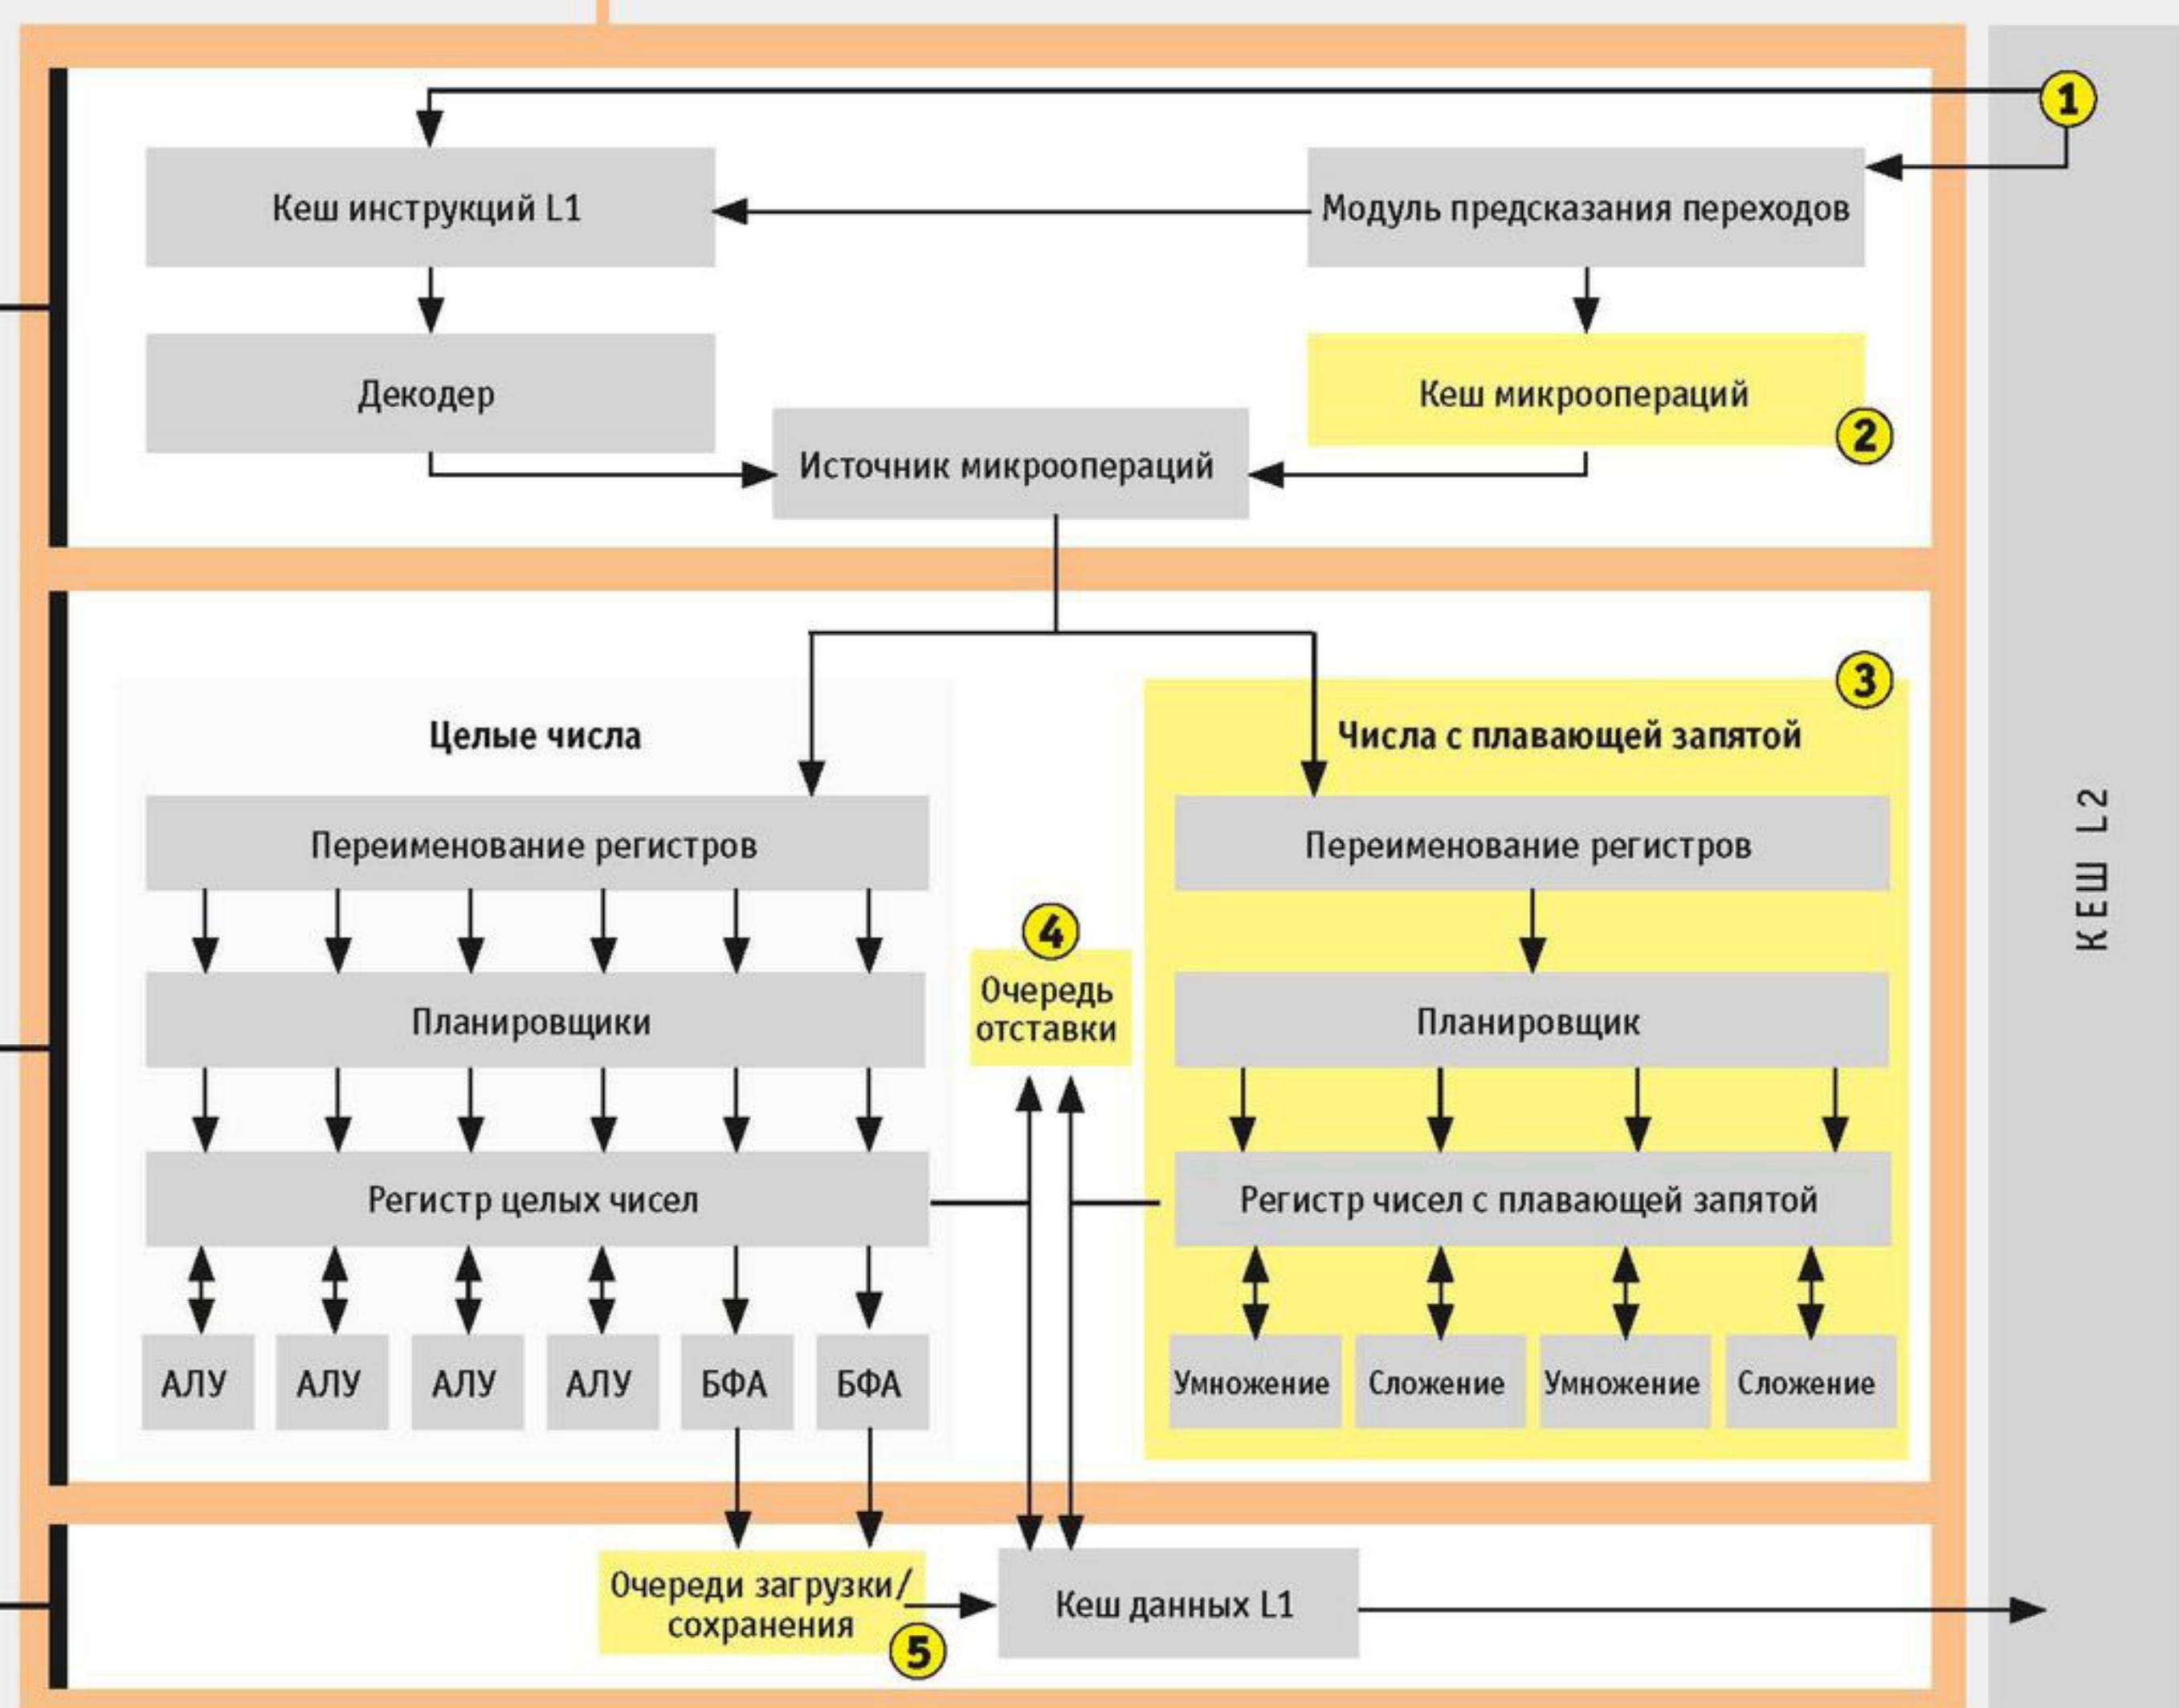 1
Кеш инструкций L1
Модуль предсказания переходов
Декодер
Кеш микроопераций
2
Источник микроопераций
3
Целые числа
Числа с плавающей запятой
Переименование регистров
Переименование регистров
КЕШ L2
4
Очередь
отставки
Планировщики
Планировщик
Регистр целых чисел
Регистр чисел с плавающей запятой
АЛУ
АЛУ
АЛУ
АЛУ
БФА
БФА
Умножение
Сложение
Умножение
Сложение
Очереди загрузки/
сохранения
5
Кеш данных L1